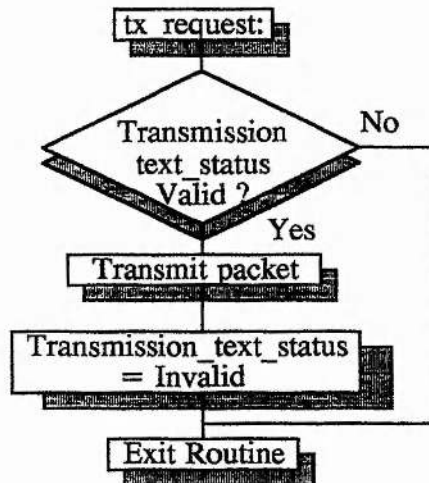 tx_request:
Transmission
text_status
Valid ?
No
Yes
Transmit packet
Transmission_text_status
= Invalid
Exit Routine